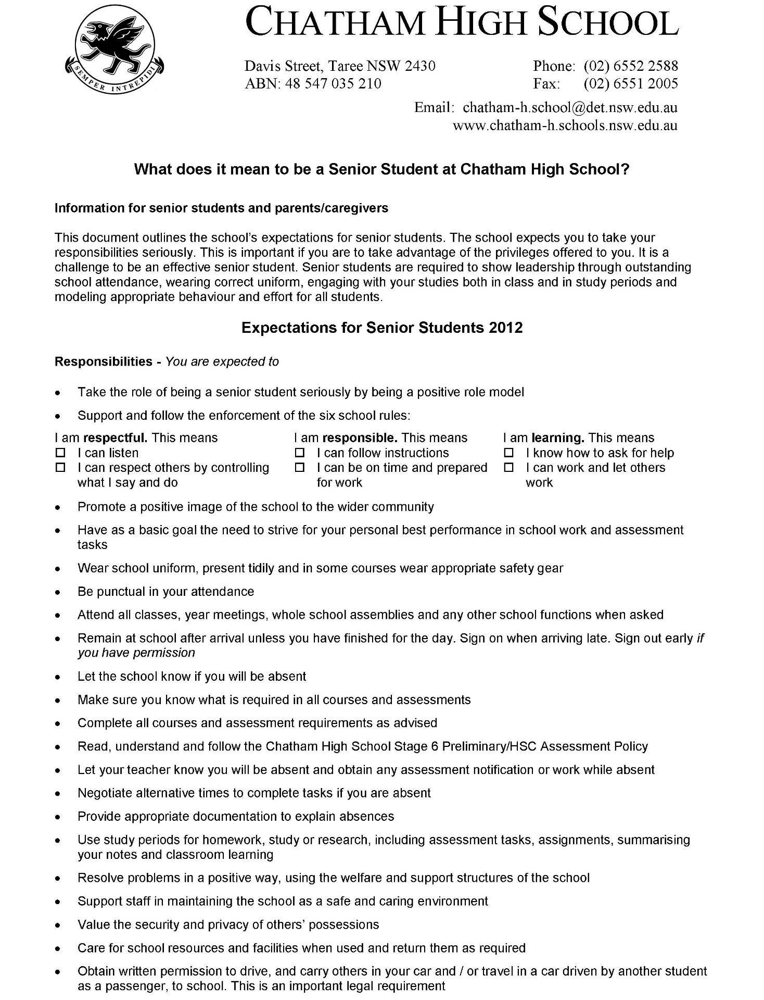 CHATHAM HIGH SCHOOL
SEMPER INTREPIDI
Davis Street, Taree NSW 2430 Phone: (02) 6552 2588
ABN: 48 547 035 210 Fax: (02) 6551 2005
Email: chatham-h.school@det.nsw.edu.au
www.chatham-h.schools.nsw.edu.au
What does it mean to be a Senior Student at Chatham High School?
Information for senior students and parents/caregivers
This document outlines the school's expectations for senior students. The school expects you to take your
responsibilities seriously. This is important if you are to take advantage of the privileges offered to you. It is a
challenge to be an effective senior student. Senior students are required to show leadership through outstanding
school attendance, wearing correct uniform, engaging with your studies both in class and in study periods and
modeling appropriate behaviour and effort for all students.
Expectations for Senior Students 2012
Responsibilities - You are expected to
• Take the role of being a senior student seriously by being a positive role model
• Support and follow the enforcement of the six school rules:
I am respectful. This means
☐ I can listen
☐ I can respect others by controlling
what I say and do
I am responsible. This means
☐ I can follow instructions
☐ I can be on time and prepared
for work
I am learning. This means
☐ I know how to ask for help
☐ I can work and let others
work
• Promote a positive image of the school to the wider community
• Have as a basic goal the need to strive for your personal best performance in school work and assessment
tasks
• Wear school uniform, present tidily and in some courses wear appropriate safety gear
• Be punctual in your attendance
• Attend all classes, year meetings, whole school assemblies and any other school functions when asked
• Remain at school after arrival unless you have finished for the day. Sign on when arriving late. Sign out early if
you have permission
• Let the school know if you will be absent
• Make sure you know what is required in all courses and assessments
• Complete all courses and assessment requirements as advised
• Read, understand and follow the Chatham High School Stage 6 Preliminary/HSC Assessment Policy
• Let your teacher know you will be absent and obtain any assessment notification or work while absent
• Negotiate alternative times to complete tasks if you are absent
• Provide appropriate documentation to explain absences
• Use study periods for homework, study or research, including assessment tasks, assignments, summarising
your notes and classroom learning
• Resolve problems in a positive way, using the welfare and support structures of the school
• Support staff in maintaining the school as a safe and caring environment
• Value the security and privacy of others' possessions
• Care for school resources and facilities when used and return them as required
• Obtain written permission to drive, and carry others in your car and / or travel in a car driven by another student
as a passenger, to school. This is an important legal requirement